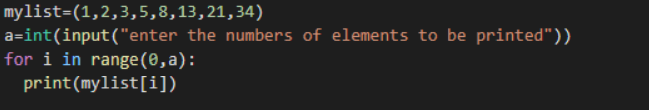 mylist=(1,2,3,5,8,13,21,34)
a=int(input("enter the numbers of elements to be printed"))
for i in range(0,a):
  print(mylist[i])